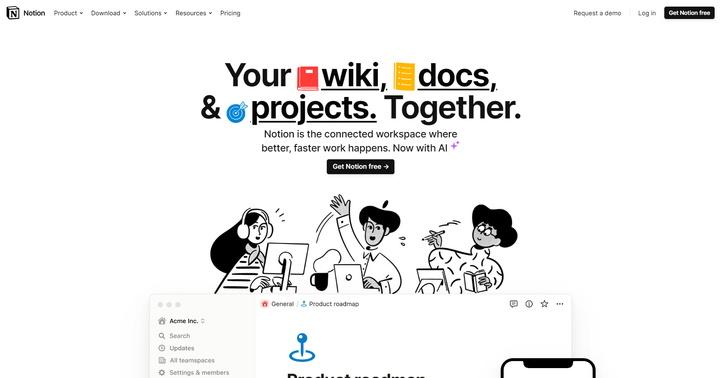 Notion
Product
Download
Solutions
Resources
Pricing
Request a demo
Log in
Get Notion free
Your wiki, docs,
& projects. Together.
Notion is the connected workspace where
better, faster work happens. Now with AI
Get Notion free →
General / Product roadmap
Acme Inc.
Search
Updates
All teamspaces
Settings & members
Product roadmap